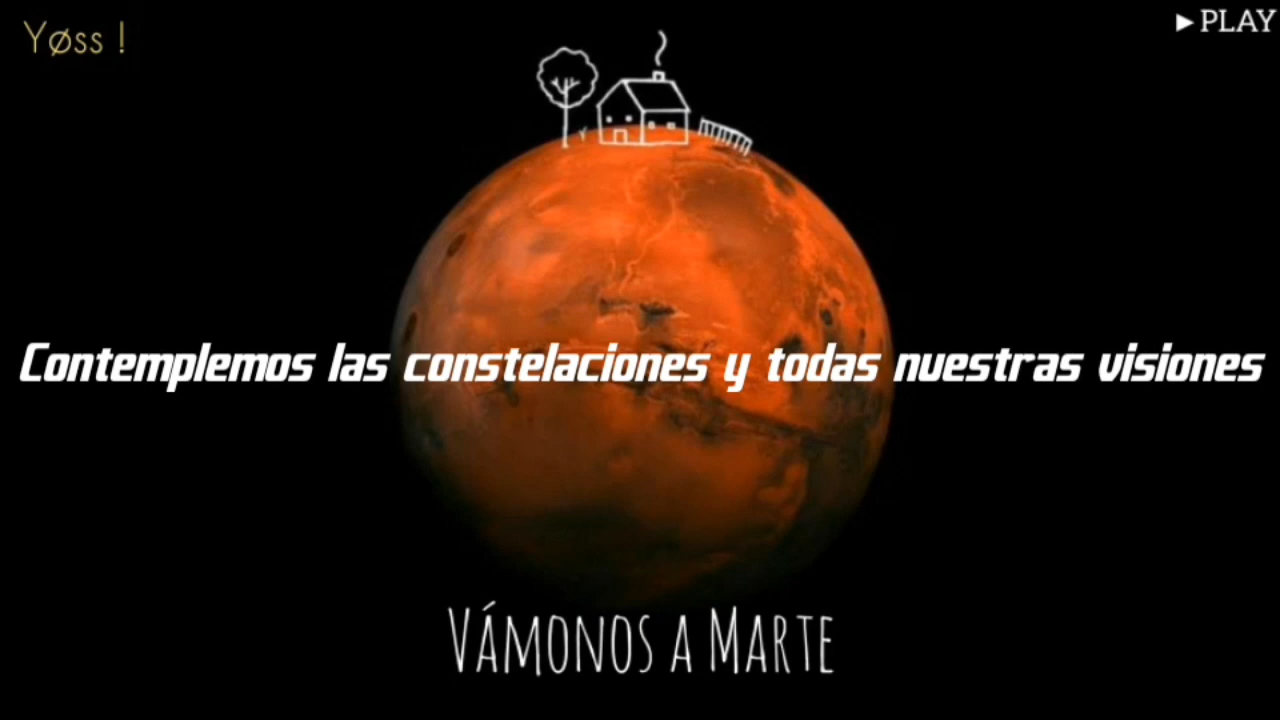 Yøss !
►PLAY
Contemplemos las constelaciones y todas nuestras visiones
VÁMONOS A MARTE